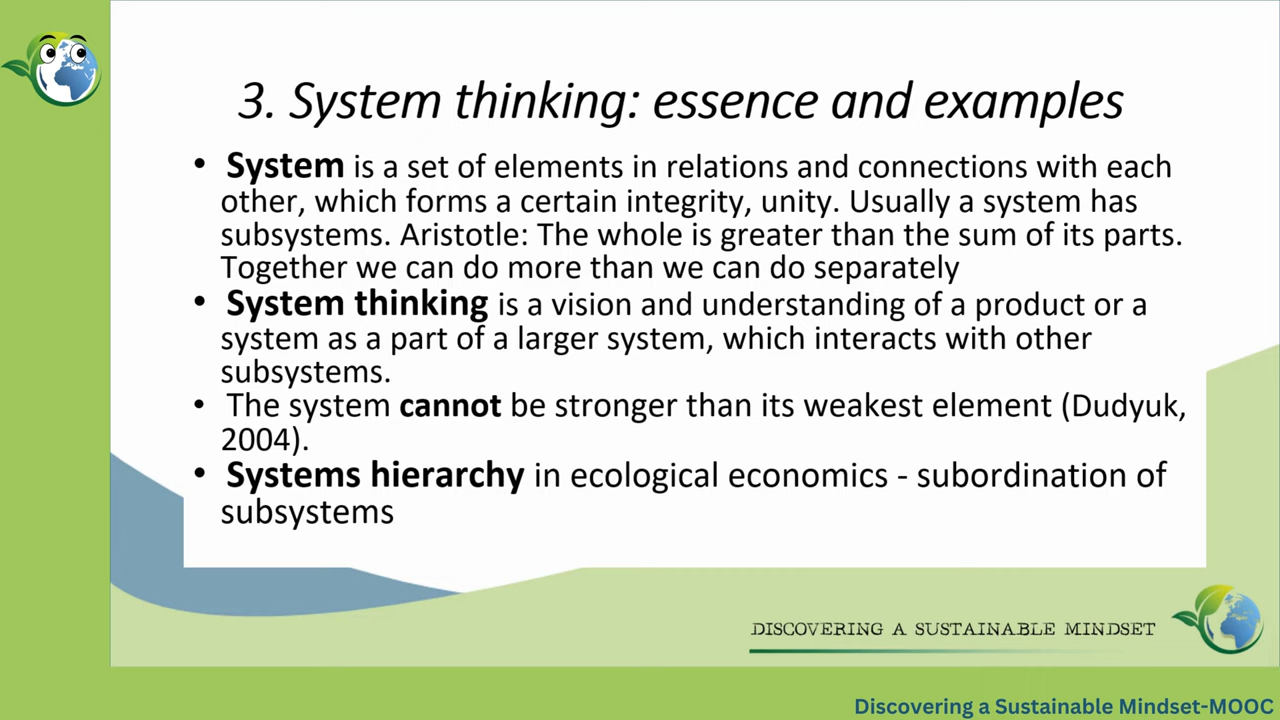 3. System thinking: essence and examples
• System is a set of elements in relations and connections with each
other, which forms a certain integrity, unity. Usually a system has
subsystems. Aristotle: The whole is greater than the sum of its parts.
Together we can do more than we can do separately
• System thinking is a vision and understanding of a product or a
system as a part of a larger system, which interacts with other
subsystems.
• The system cannot be stronger than its weakest element (Dudyuk,
2004).
• Systems hierarchy in ecological economics - subordination of
subsystems
DISCOVERING A SUSTAINABLE MINDSET
Discovering a Sustainable Mindset-MOOC